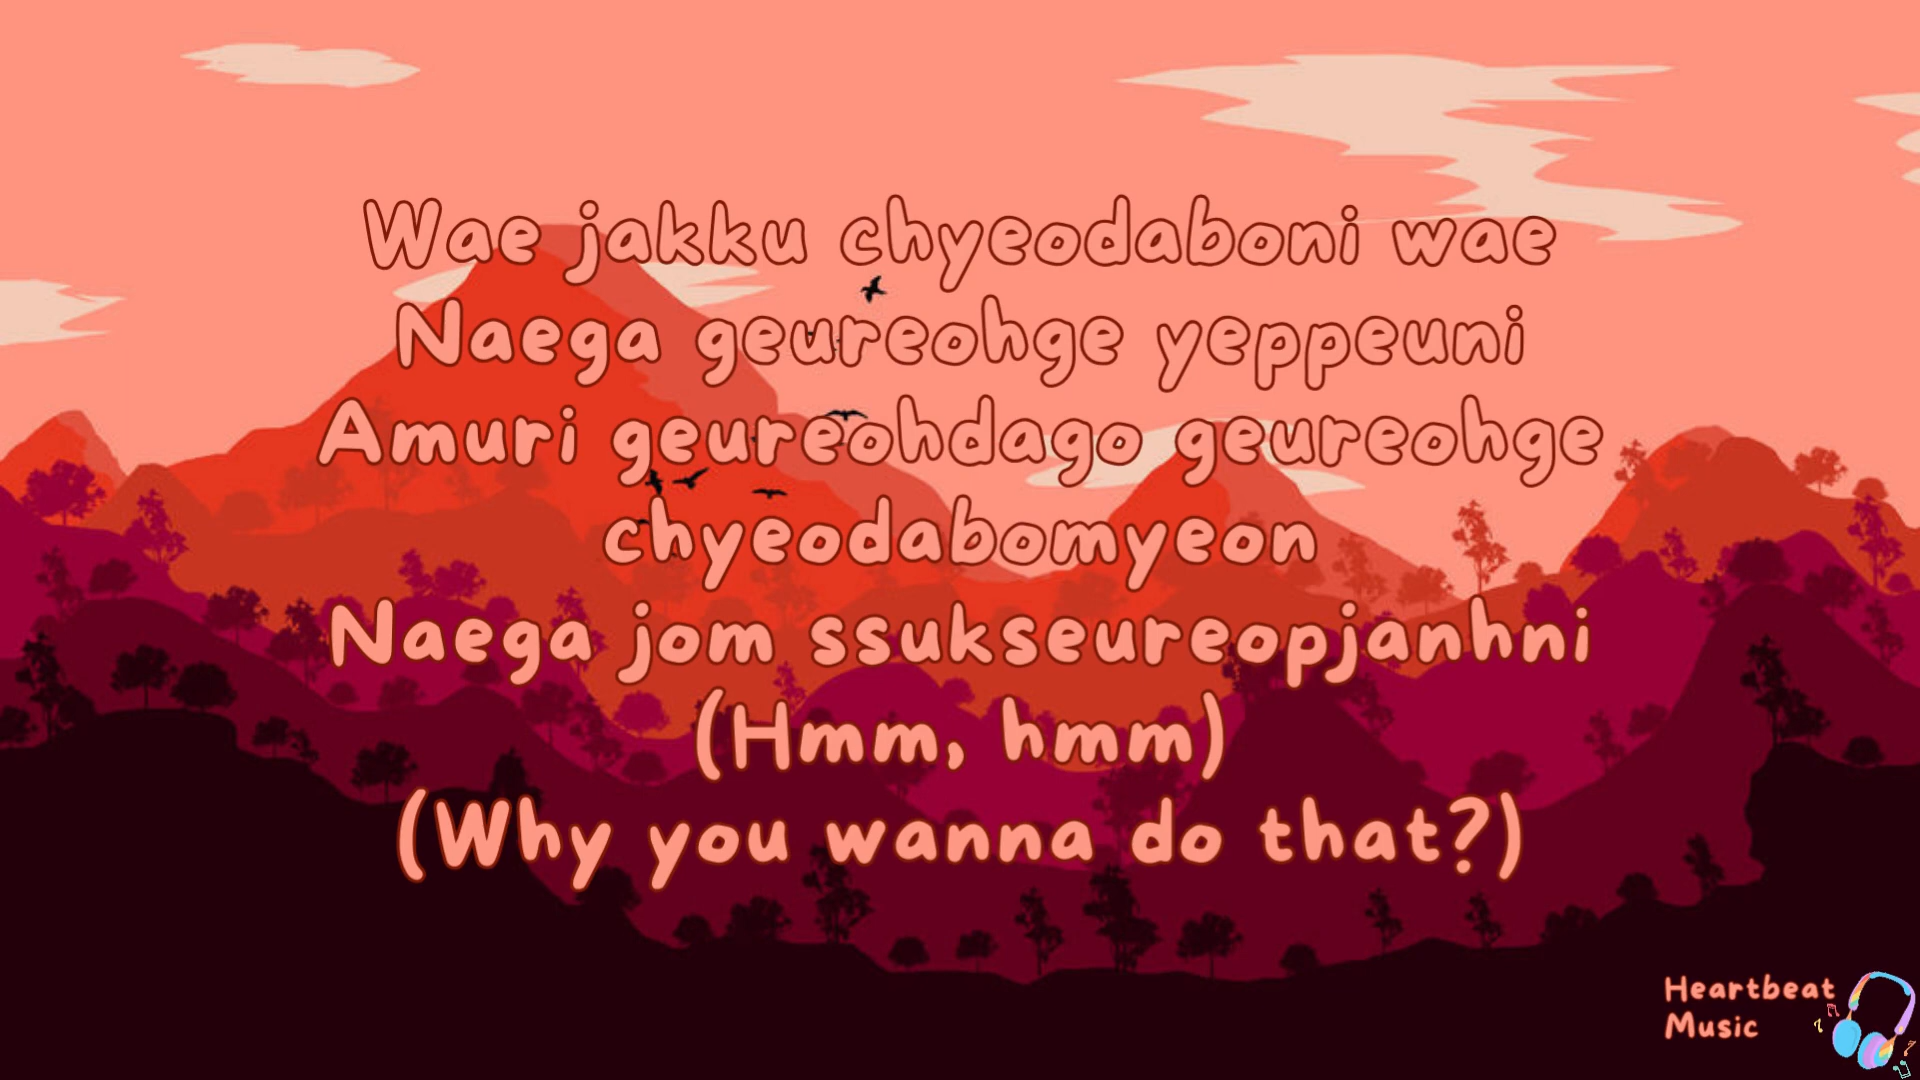 Wae jakku chyeodaboni wae
Naega geureohge yeppeuni
Amuri geureohdago geureohge
chyeodabomyeon
Naega jom ssukseureopjanhni
(Hmm, hmm)
(Why you wanna do that?)
Heartbeat
Music